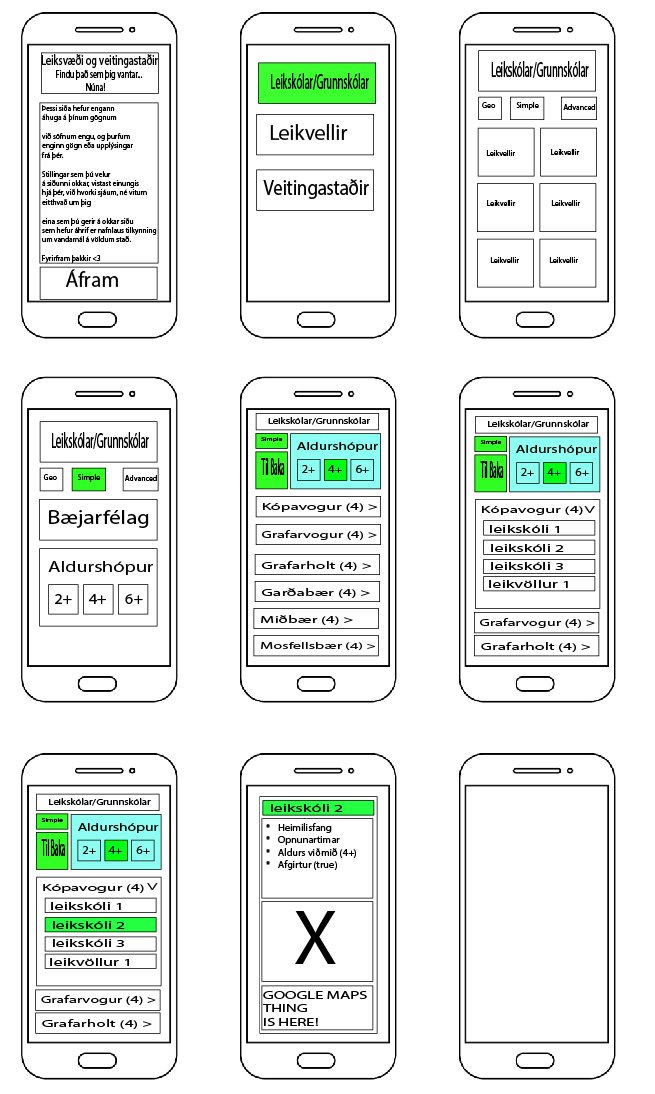 Leiksvæði og veitingastaðir
Findu það sem þig vantar...
Núna!
Þessi síða hefur engann
áhuga á þínum gögnum
við söfnum engu, og þurfum
enginn gögn eða upplýsingar
frá þér.
Stillingar sem þú velur
á síðunni okkar, vistast einungis
hjá þér, við hvorki sjáum, né vitum
eitthvað um þig
eina sem þú gerir á okkar síðu
sem hefur áhrif er nafnlaus tilkynning
um vandamál á völdum stað.
Fyrirfram þakkir <3
Áfram
Leikskólar/Grunnskólar
Leikvellir
Veitingastaðir
Leikskólar/Grunnskólar
Geo Simple Advanced
Leikvellir Leikvellir
Leikvellir Leikvellir
Leikvellir Leikvellir
Leikskólar/Grunnskólar
Geo Simple Advanced
Bæjarfélag
Aldurshópur
2+ 4+ 6+
Leikskólar/Grunnskólar
Simple
Til Baka
Aldurshópur
2+ 4+ 6+
Kópavogur (4) >
Grafarvogur (4) >
Grafarholt (4) >
Garðabær (4) >
Miðbær (4) >
Mosfellsbær (4) >
Leikskólar/Grunnskólar
Simple
Til Baka
Aldurshópur
2+ 4+ 6+
Kópavogur (4) V
leikskóli 1
leikskóli 2
leikskóli 3
leikvöllur 1
Grafarvogur (4) >
Grafarholt (4) >
Leikskólar/Grunnskólar
Simple
Til Baka
Aldurshópur
2+ 4+ 6+
Kópavogur (4) V
leikskóli 1
leikskóli 2
leikskóli 3
leikvöllur 1
Grafarvogur (4) >
Grafarholt (4) >
leikskóli 2
• Heimilisfang
• Opnunartimar
• Aldurs viðmið (4+)
• Afgirtur (true)
X
GOOGLE MAPS
THING
IS HERE!